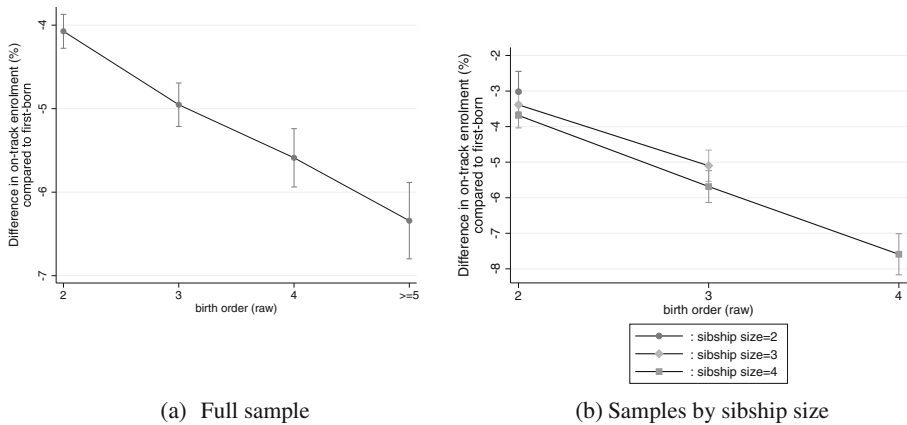 Difference in on-track enrolment (%)
compared to first-born
-4
-5
-6
-7
2
3
4
>=5
birth order (raw)
(a) Full sample
Difference in on-track enrolment (%)
compared to first-born
-2
-3
-4
-5
-6
-7
-8
2
3
4
birth order (raw)
: sibship size=2
: sibship size=3
: sibship size=4
(b) Samples by sibship size